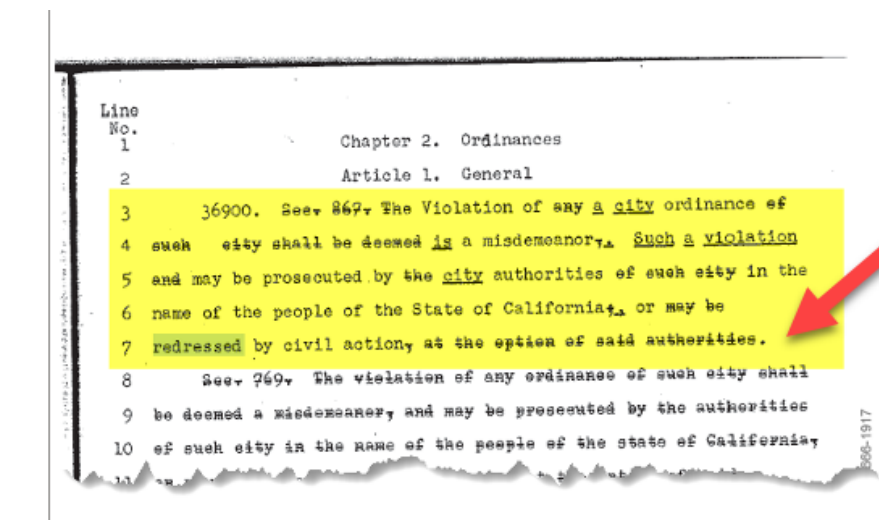 Line
No.
1 Chapter 2. Ordinances
2 Article 1. General
3 36900. See. 867. The Violation of any a city ordinance of
4 such city shall be deemed is a misdemeanor,. Such a violation
5 and may be prosecuted by the city authorities of such city in the
6 name of the people of the State of California,, or may be
7 redressed by civil action, at the option of said authorities.
8 See. 769. The violation of any ordinance of such city shall
9 be deemed a misdemeanor, and may be prosecuted by the authorities
10 of such city in the name of the people of the state of California,
11
866-1917